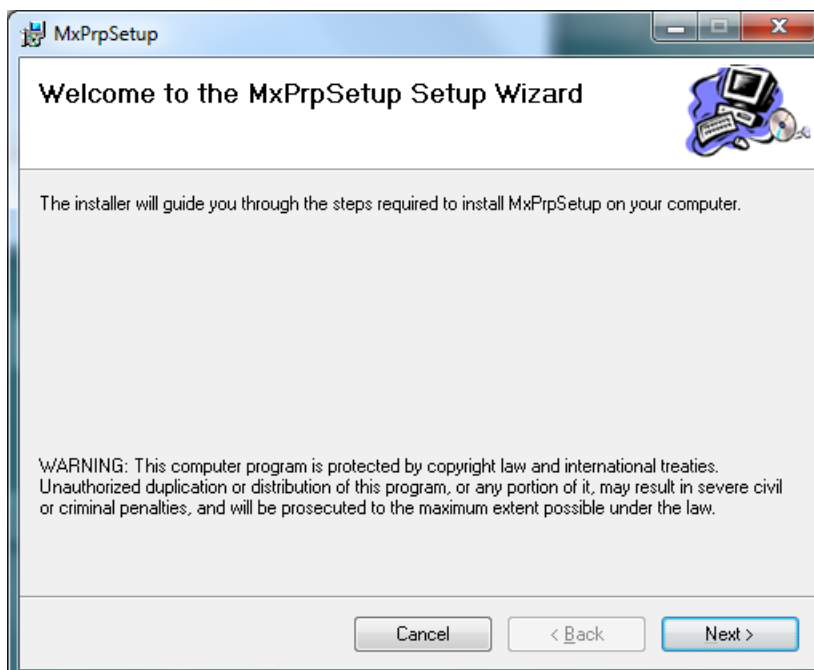 MxPrpSetup
Welcome to the MxPrpSetup Setup Wizard
The installer will guide you through the steps required to install MxPrpSetup on your computer.
WARNING: This computer program is protected by copyright law and international treaties.
Unauthorized duplication or distribution of this program, or any portion of it, may result in severe civil
or criminal penalties, and will be prosecuted to the maximum extent possible under the law.
Cancel
< Back
Next >